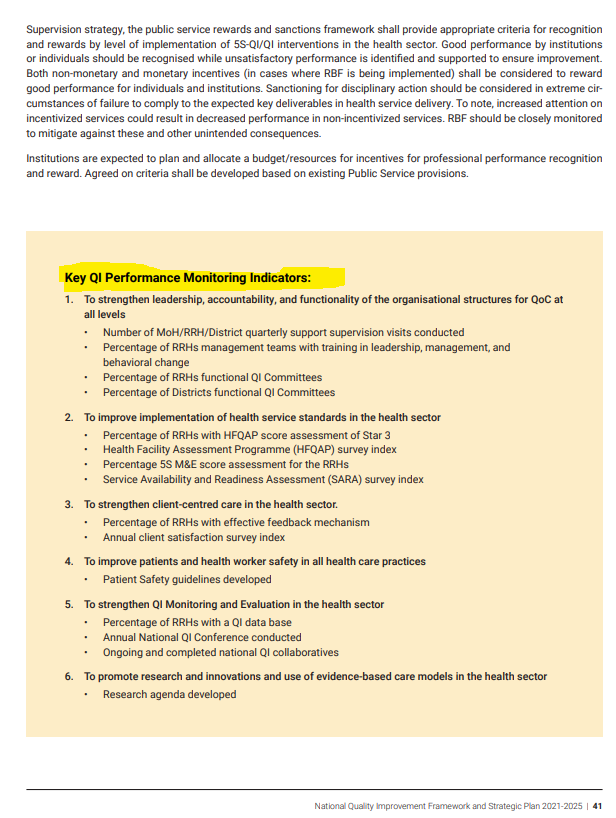 Supervision strategy, the public service rewards and sanctions framework shall provide appropriate criteria for recognition
and rewards by level of implementation of 5S-QI/QI interventions in the health sector. Good performance by institutions
or individuals should be recognised while unsatisfactory performance is identified and supported to ensure improvement.
Both non-monetary and monetary incentives (in cases where RBF is being implemented) shall be considered to reward
good performance for individuals and institutions. Sanctioning for disciplinary action should be considered in extreme cir-
cumstances of failure to comply to the expected key deliverables in health service delivery. To note, increased attention on
incentivized services could result in decreased performance in non-incentivized services. RBF should be closely monitored
to mitigate against these and other unintended consequences.
Institutions are expected to plan and allocate a budget/resources for incentives for professional performance recognition
and reward. Agreed on criteria shall be developed based on existing Public Service provisions.
Key QI Performance Monitoring Indicators:
1. To strengthen leadership, accountability, and functionality of the organisational structures for QoC at
all levels
• Number of MoH/RRH/District quarterly support supervision visits conducted
• Percentage of RRHs management teams with training in leadership, management, and
behavioral change
• Percentage of RRHs functional QI Committees
• Percentage of Districts functional QI Committees
2. To improve implementation of health service standards in the health sector
• Percentage of RRHs with HFQAP score assessment of Star 3
• Health Facility Assessment Programme (HFQAP) survey index
• Percentage 5S M&E score assessment for the RRHs
• Service Availability and Readiness Assessment (SARA) survey index
3. To strengthen client-centred care in the health sector.
• Percentage of RRHs with effective feedback mechanism
• Annual client satisfaction survey index
4. To improve patients and health worker safety in all health care practices
• Patient Safety guidelines developed
5. To strengthen QI Monitoring and Evaluation in the health sector
• Percentage of RRHs with a QI data base
• Annual National QI Conference conducted
• Ongoing and completed national QI collaboratives
6. To promote research and innovations and use of evidence-based care models in the health sector
• Research agenda developed
National Quality Improvement Framework and Strategic Plan 2021-2025 | 41